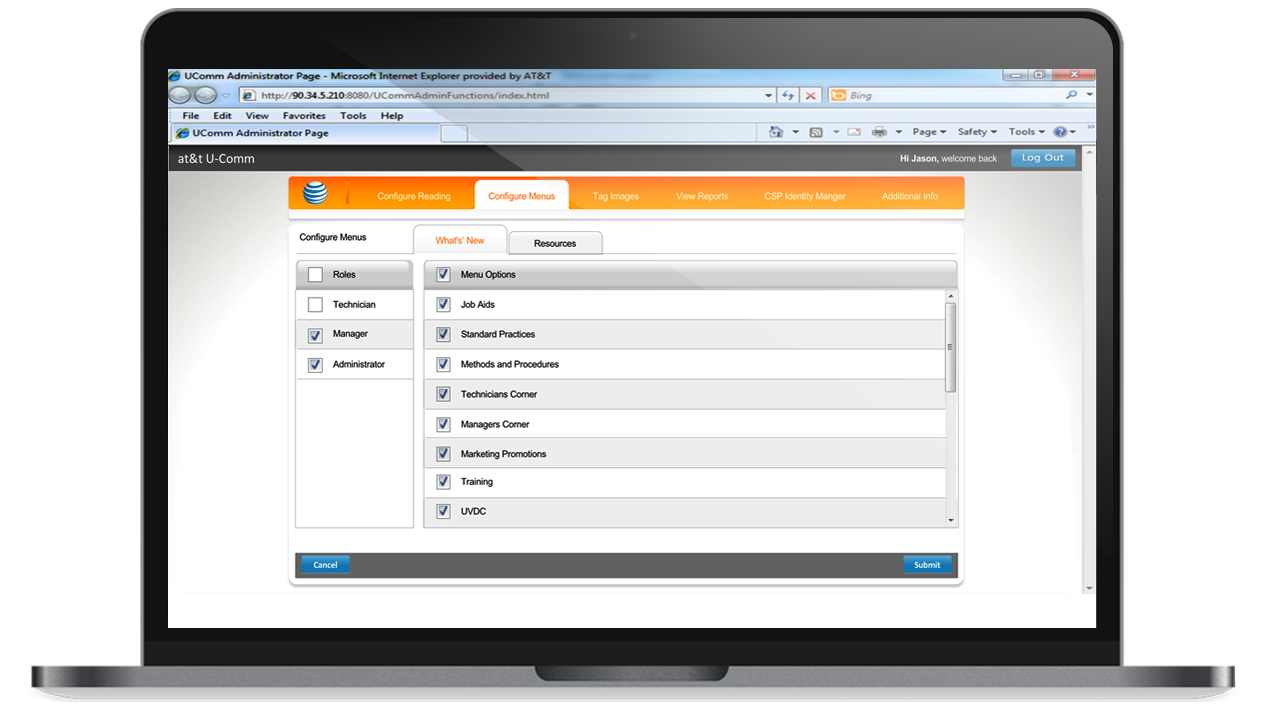 UComm Administrator Page - Microsoft Internet Explorer provided by AT&T
http://90.34.5.210:8080/UCommAdminFunctions/index.html
Bing
File Edit View Favorites Tools Help
UComm Administrator Page
Page Safety Tools
at&t U-Comm
Hi Jason, welcome back
Log Out
Configure Reading
Configure Menus
Tag Images
View Reports
CSP Identity Manger
Additional Info
Configure Menus
What's' New
Resources
Roles
Menu Options
Technician
Job Aids
Manager
Standard Practices
Administrator
Methods and Procedures
Technicians Corner
Managers Corner
Marketing Promotions
Training
UVDC
Cancel
Submit